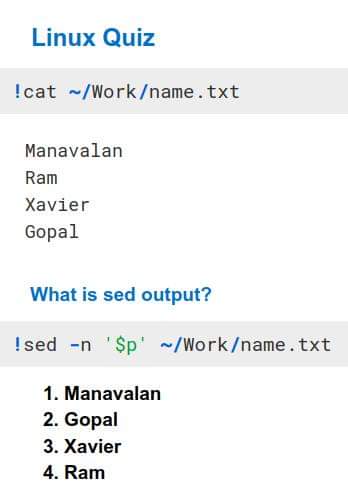 Linux Quiz
!cat ~/Work/name.txt
Manavalan
Ram
Xavier
Gopal
What is sed output?
!sed -n '$p' ~/Work/name.txt
1. Manavalan
2. Gopal
3. Xavier
4. Ram